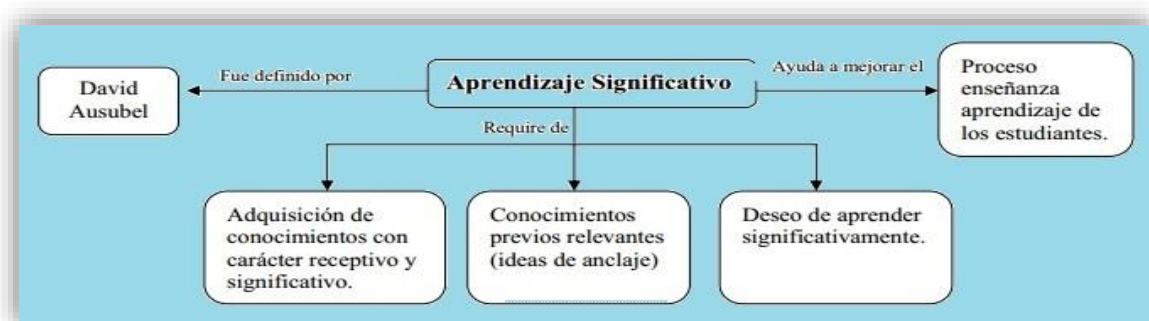 David
Ausubel
Fue definido por
Aprendizaje Significativo
Ayuda a mejorar el
Proceso
enseñanza
aprendizaje de
los estudiantes.
Require de
Adquisición de
conocimientos con
carácter receptivo y
significativo.
Conocimientos
previos relevantes
(ideas de anclaje)
Deseo de aprender
significativamente.